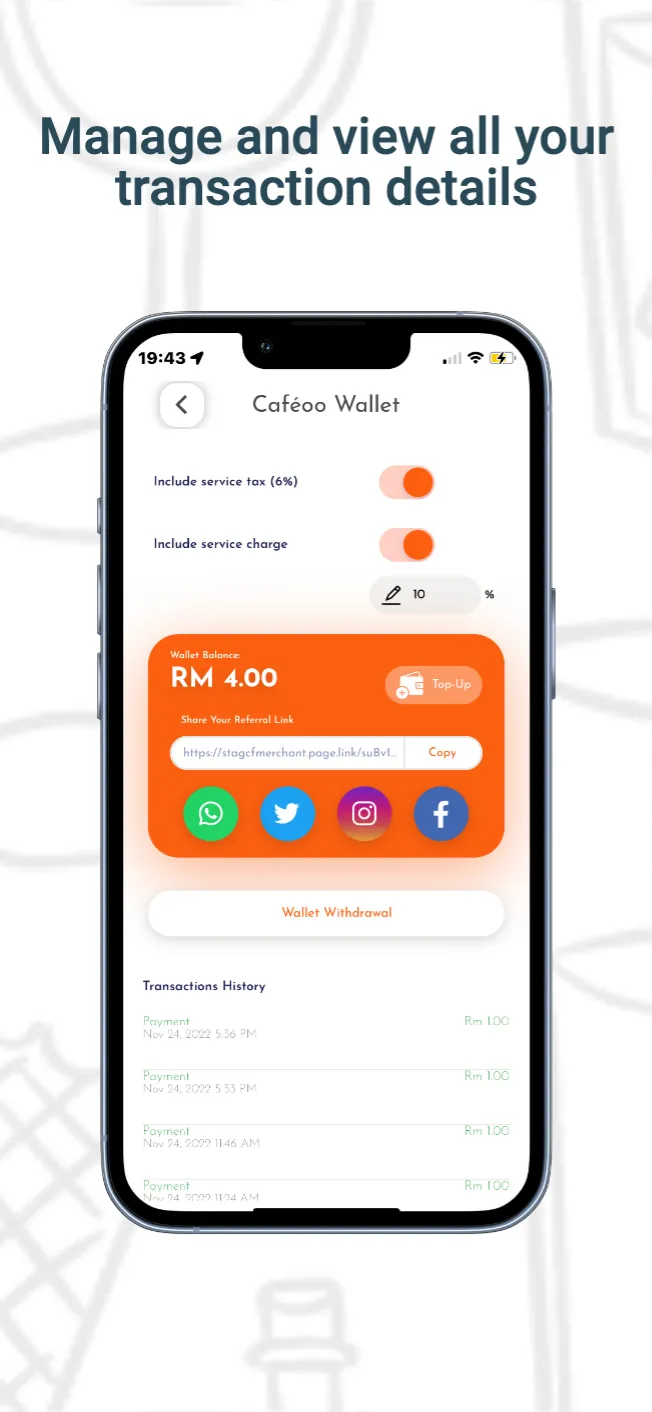 Manage and view all your
transaction details
19:43
Caféoo Wallet
Include service tax (6%)
Include service charge
10 %
Wallet Balance:
RM 4.00
Top-Up
Share Your Referral Link
https://stagcfmerchant.page.link/suBv1...
Copy
Wallet Withdrawal
Transactions History
Payment Rm 1.00
Nov 24, 2022 5:36 PM
Payment Rm 1.00
Nov 24, 2022 5:33 PM
Payment Rm 1.00
Nov 24, 2022 11:46 AM
Payment Rm 1.00
Nov 24, 2022 11:24 AM